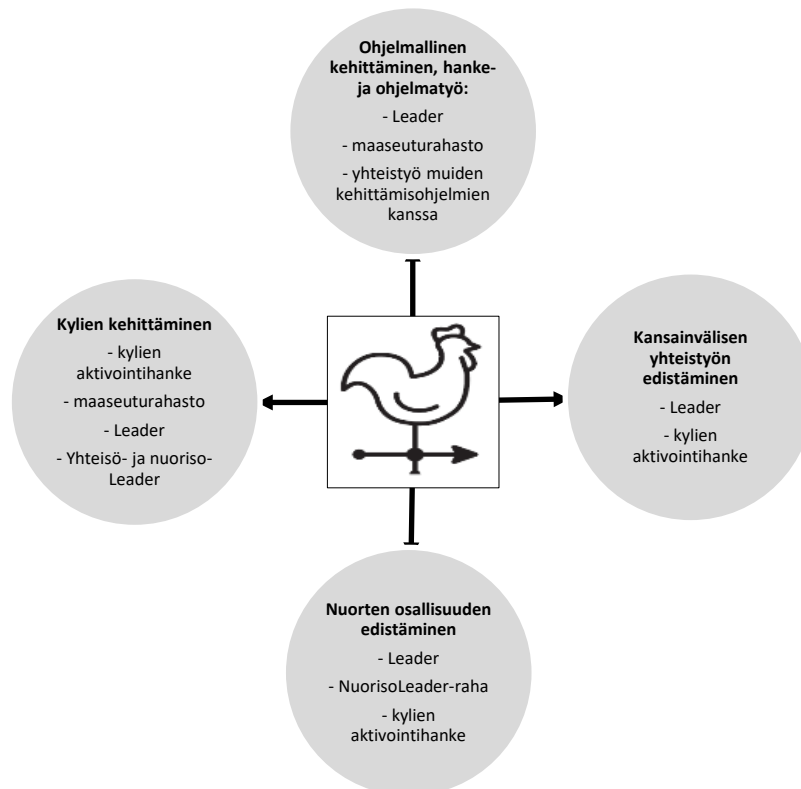 Ohjelmallinen
kehittäminen, hanke-
ja ohjelmatyö:
- Leader
- maaseuturahasto
- yhteistyö muiden
kehittämisohjelmien
kanssa
Kylien kehittäminen
- kylien
aktivointihanke
- maaseuturahasto
- Leader
- Yhteisö- ja nuoriso-
Leader
Kansainvälisen
yhteistyön
edistäminen
- Leader
- kylien
aktivointihanke
Nuorten osallisuuden
edistäminen
- Leader
- NuorisoLeader-raha
- kylien
aktivointihanke